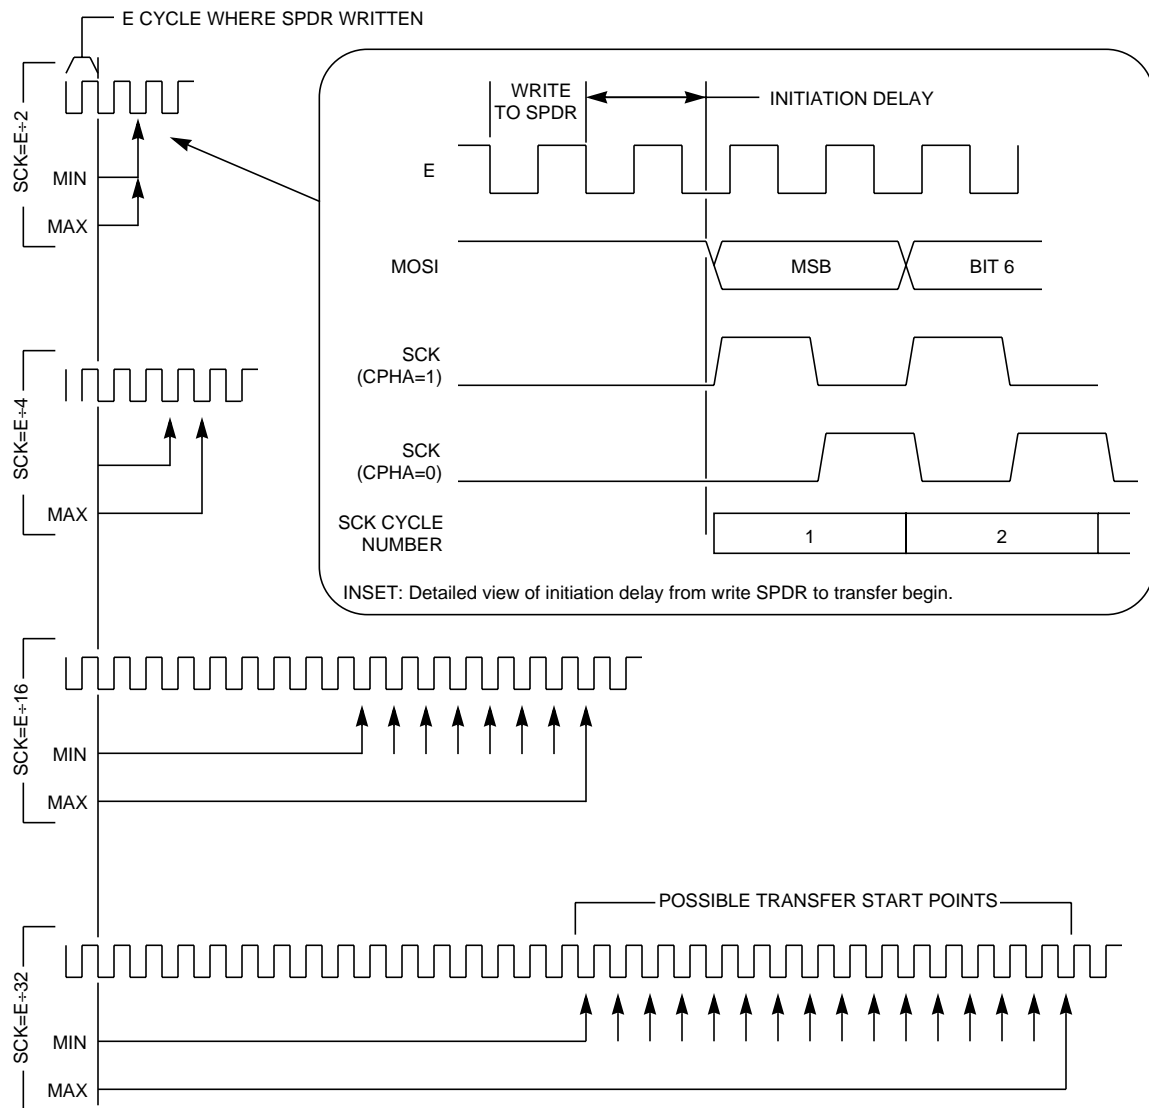 E CYCLE WHERE SPDR WRITTEN
SCK=E÷2
MIN
MAX
WRITE
TO SPDR
INITIATION DELAY
E
MOSI
MSB
BIT 6
SCK
(CPHA=1)
SCK
(CPHA=0)
SCK CYCLE
NUMBER
1
2
INSET: Detailed view of initiation delay from write SPDR to transfer begin.
SCK=E÷4
MAX
SCK=E÷16
MIN
MAX
POSSIBLE TRANSFER START POINTS
SCK=E÷32
MIN
MAX